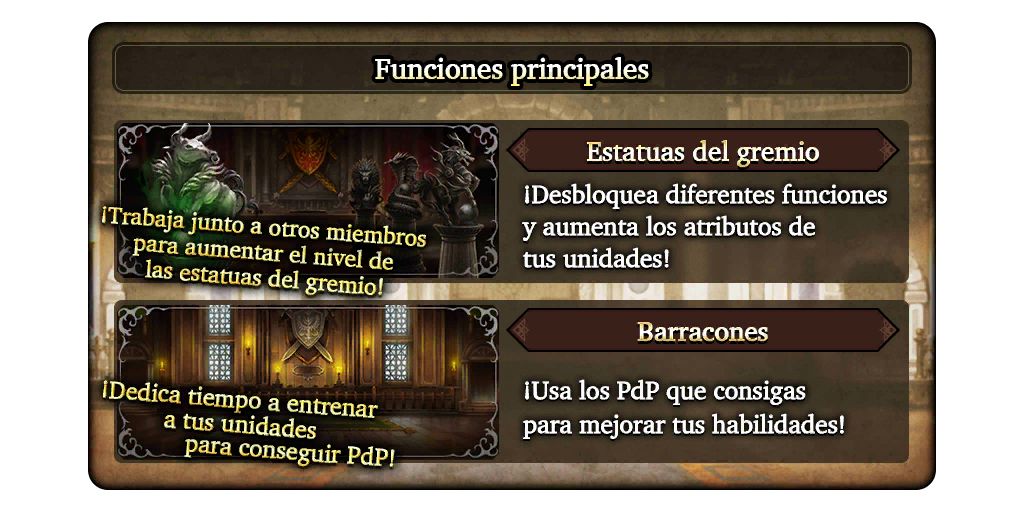 Funciones principales
¡Trabaja junto a otros miembros
para aumentar el nivel de
las estatuas del gremio!
Estatuas del gremio
¡Desbloquea diferentes funciones
y aumenta los atributos de
tus unidades!
¡Dedica tiempo a entrenar
a tus unidades
para conseguir PdP!
Barracones
¡Usa los PdP que consigas
para mejorar tus habilidades!